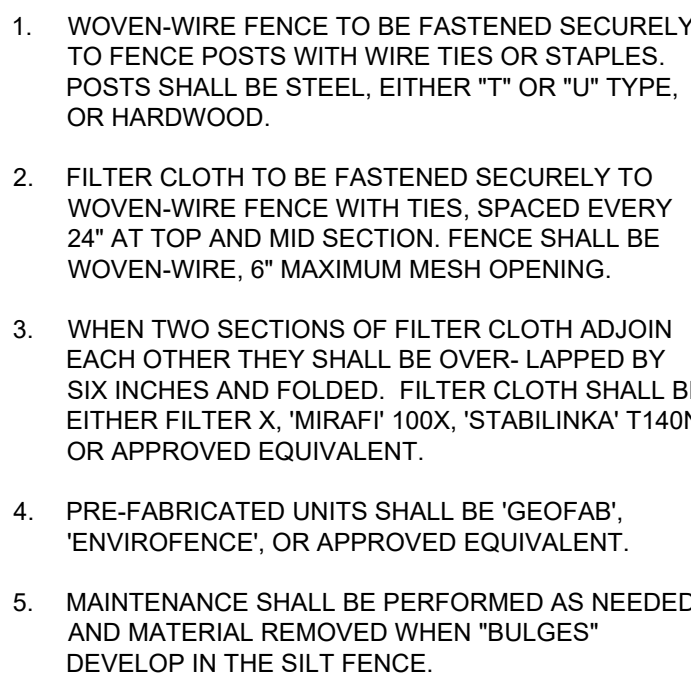 1. WOVEN-WIRE FENCE TO BE FASTENED SECURELY
TO FENCE POSTS WITH WIRE TIES OR STAPLES.
POSTS SHALL BE STEEL, EITHER "T" OR "U" TYPE,
OR HARDWOOD.
2. FILTER CLOTH TO BE FASTENED SECURELY TO
WOVEN-WIRE FENCE WITH TIES, SPACED EVERY
24" AT TOP AND MID SECTION. FENCE SHALL BE
WOVEN-WIRE, 6" MAXIMUM MESH OPENING.
3. WHEN TWO SECTIONS OF FILTER CLOTH ADJOIN
EACH OTHER THEY SHALL BE OVER- LAPPED BY
SIX INCHES AND FOLDED. FILTER CLOTH SHALL BE
EITHER FILTER X, 'MIRAFI' 100X, 'STABILINKA' T140N
OR APPROVED EQUIVALENT.
4. PRE-FABRICATED UNITS SHALL BE 'GEOFAB',
'ENVIROFENCE', OR APPROVED EQUIVALENT.
5. MAINTENANCE SHALL BE PERFORMED AS NEEDED
AND MATERIAL REMOVED WHEN "BULGES"
DEVELOP IN THE SILT FENCE.